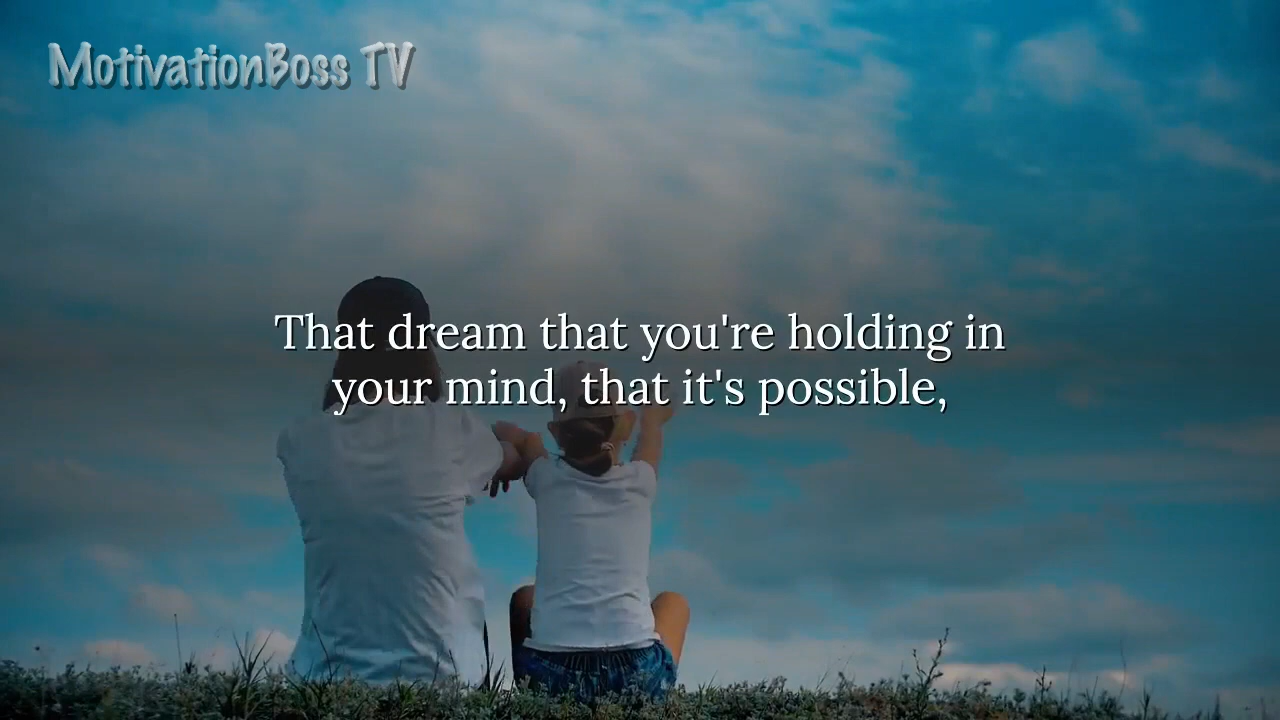 MotivationBoss TV
That dream that you're holding in
your mind, that it's possible,